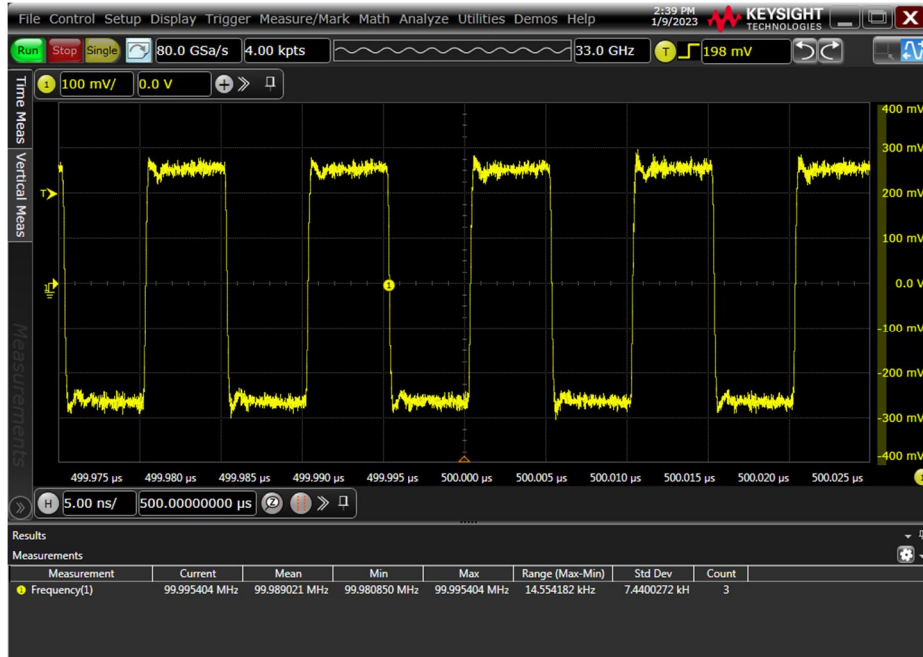 File Control Setup Display Trigger Measure/Mark Math Analyze Utilities Demos Help
2:39 PM
1/9/2023
KEYSIGHT
TECHNOLOGIES
Run Stop Single 80.0 GSa/s 4.00 kpts 33.0 GHz T 198 mV
1 100 mV/ 0.0 V
Time Meas
Vertical Meas
Measurements
400 mV
300 mV
T 200 mV
100 mV
1 0.0 V
-100 mV
-200 mV
-300 mV
-400 mV
499.975 µs 499.980 µs 499.985 µs 499.990 µs 499.995 µs 500.000 µs 500.005 µs 500.010 µs 500.015 µs 500.020 µs 500.025 µs
H 5.00 ns/ 500.00000000 µs
Results
Measurements
Measurement Current Mean Min Max Range (Max-Min) Std Dev Count
1 Frequency(1) 99.995404 MHz 99.989021 MHz 99.980850 MHz 99.995404 MHz 14.554182 kHz 7.4400272 kH 3